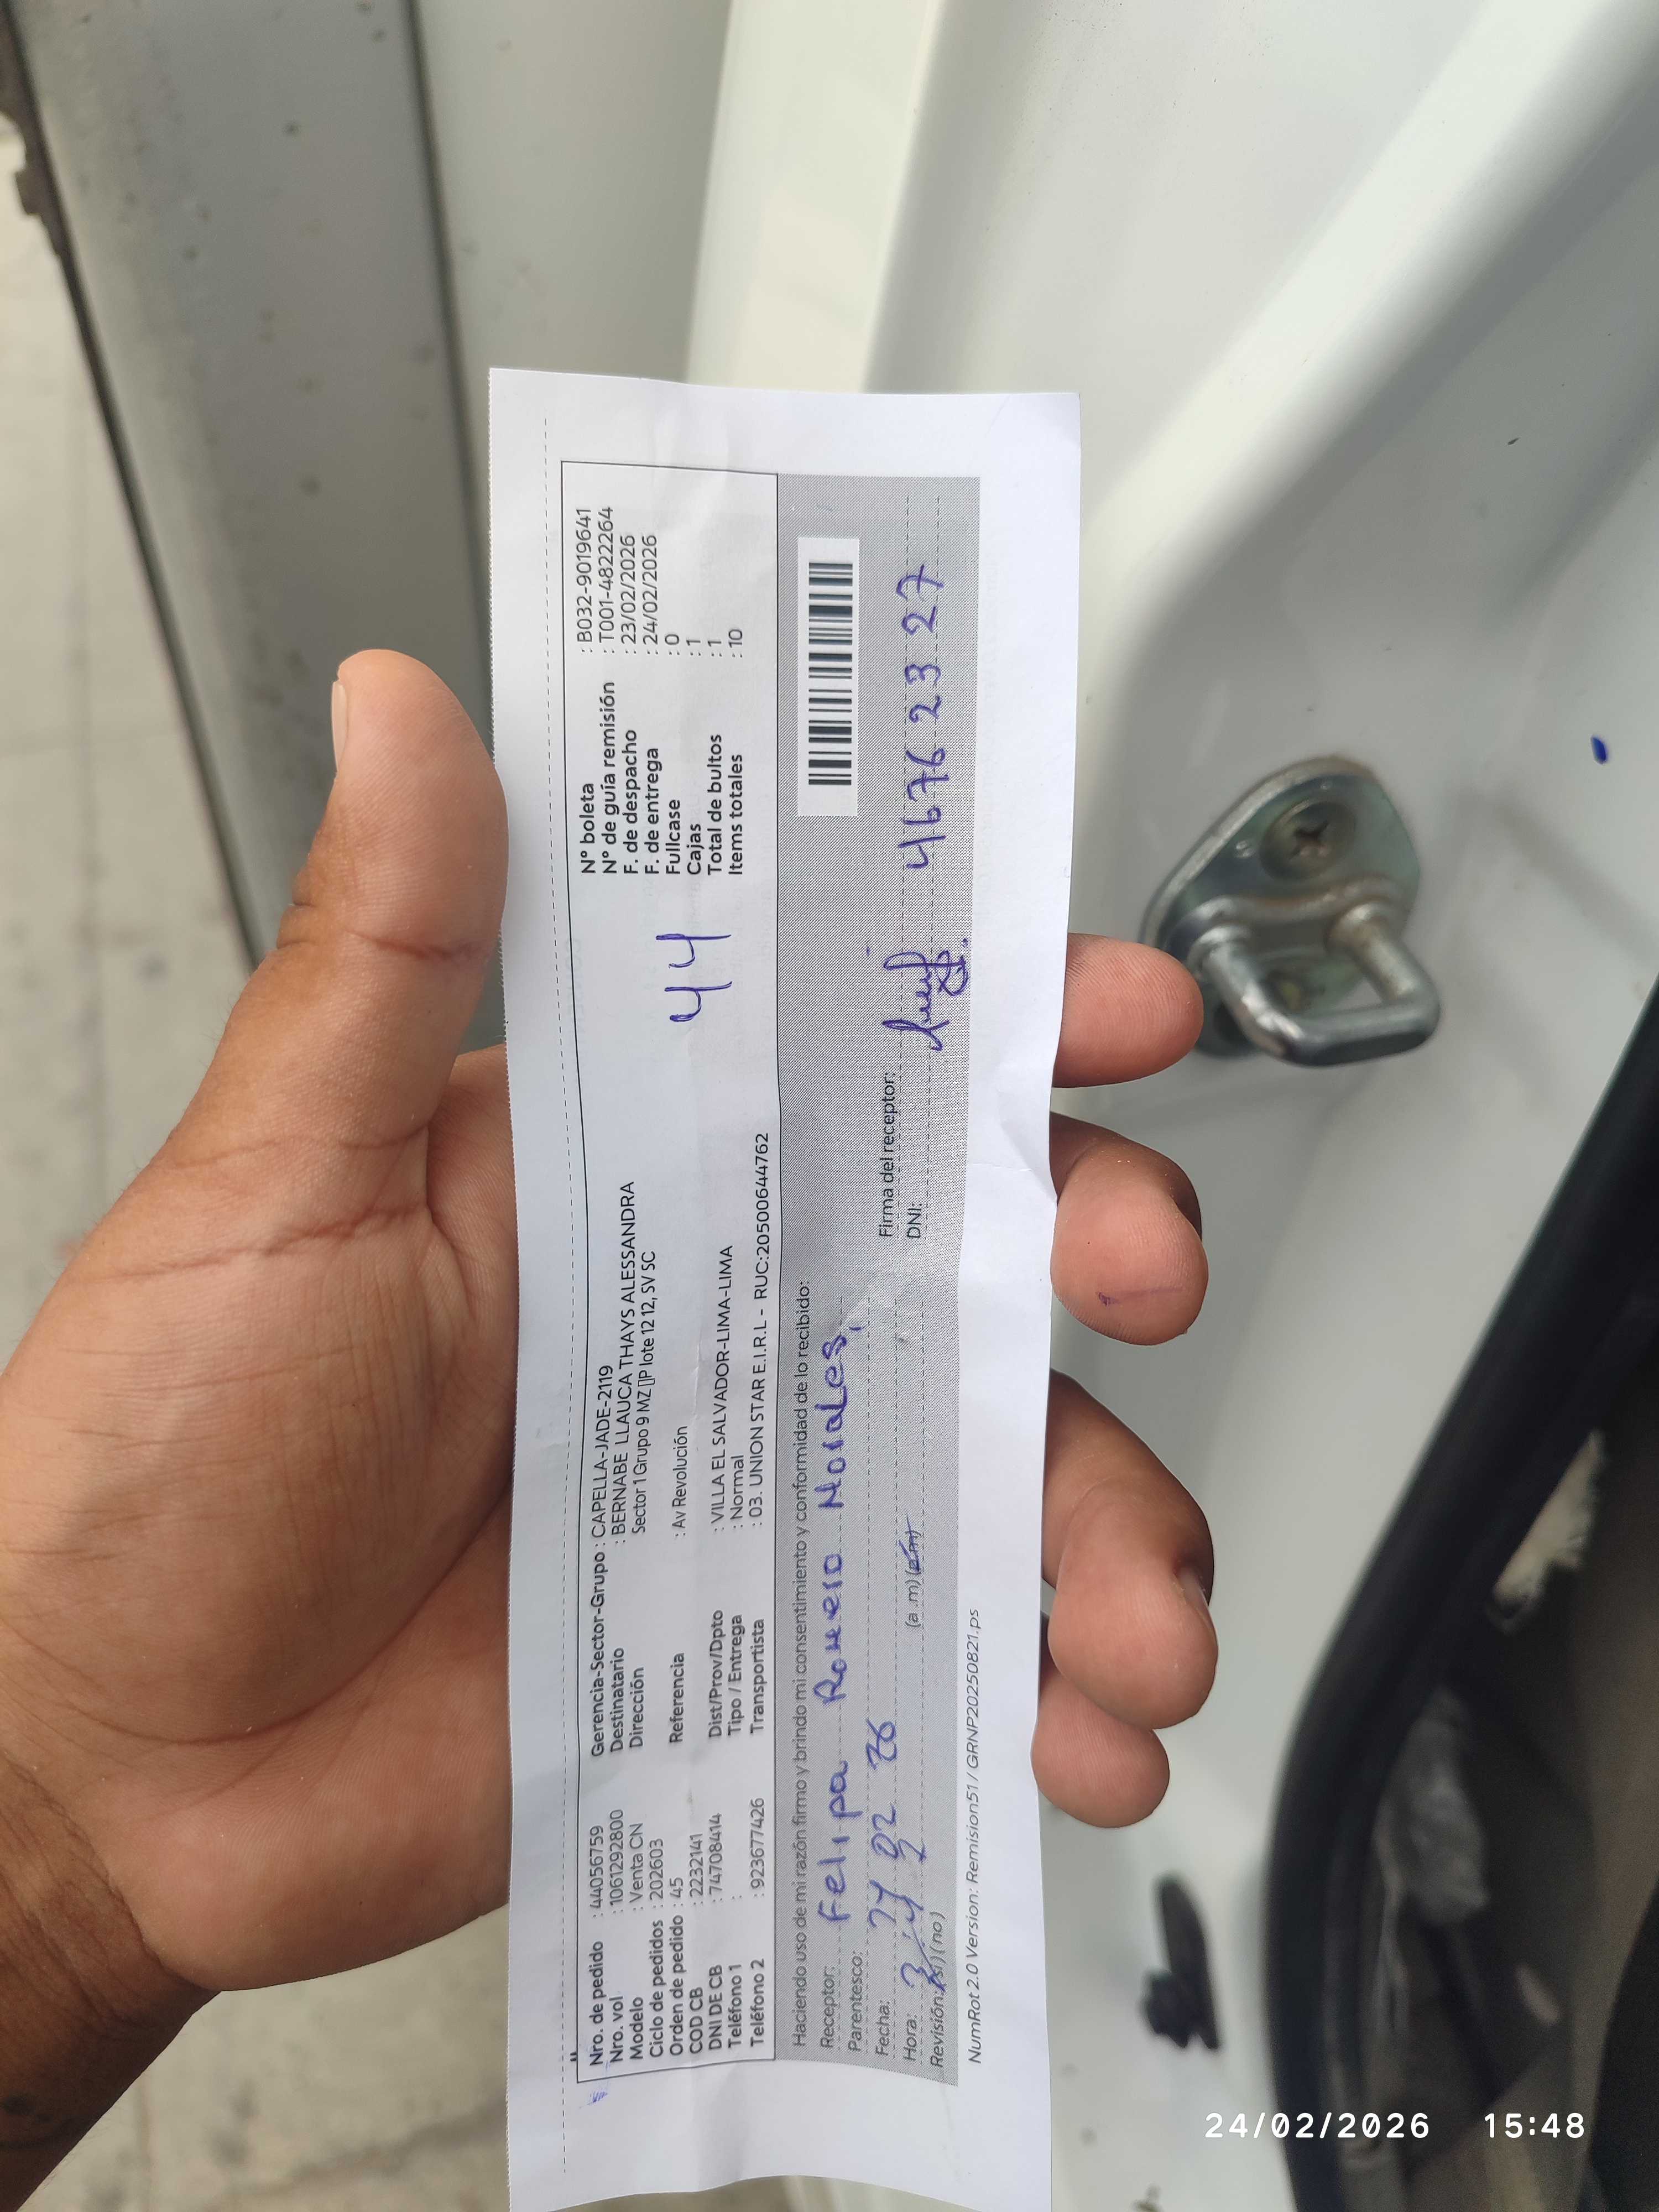 Nro. de pedido : 44056759
Nro. vol : 1061292800
Modelo : Venta CN
Ciclo de pedidos : 202603
Orden de pedido : 45
COD CB : 2232141
DNI DE CB : 74708414
Teléfono 1 :
Teléfono 2 : 923677426
Gerencia-Sector-Grupo : CAPELLA-JADE-2119
Destinatario : BERNABE LLAUCA THAYS ALESSANDRA
Dirección Sector 1 Grupo 9 MZ P lote 12 12, SV SC
Referencia : Av Revolución
Dist/Prov/Dpto : VILLA EL SALVADOR-LIMA-LIMA
Tipo / Entrega : Normal
Transportista : 03. UNION STAR E.I.R.L - RUC:20500644762
44
N° boleta : B032-9019641
N° de guía remisión : T001-4822264
F. de despacho : 23/02/2026
F. de entrega : 24/02/2026
Fullcase : 0
Cajas : 1
Total de bultos : 1
Items totales : 10
Haciendo uso de mi razón firmo y brindo mi consentimiento y conformidad de lo recibido:
Receptor: Felipa Romero Morales
Parentesco:
Fecha: 24 02 26
Hora: (a .m) (p.m)
Revisión: (si) (no)
Firma del receptor:
DNI: 46762327
NumRot 2.0 Version: Remision51 / GRNP20250821.ps
24/02/2026 15:48